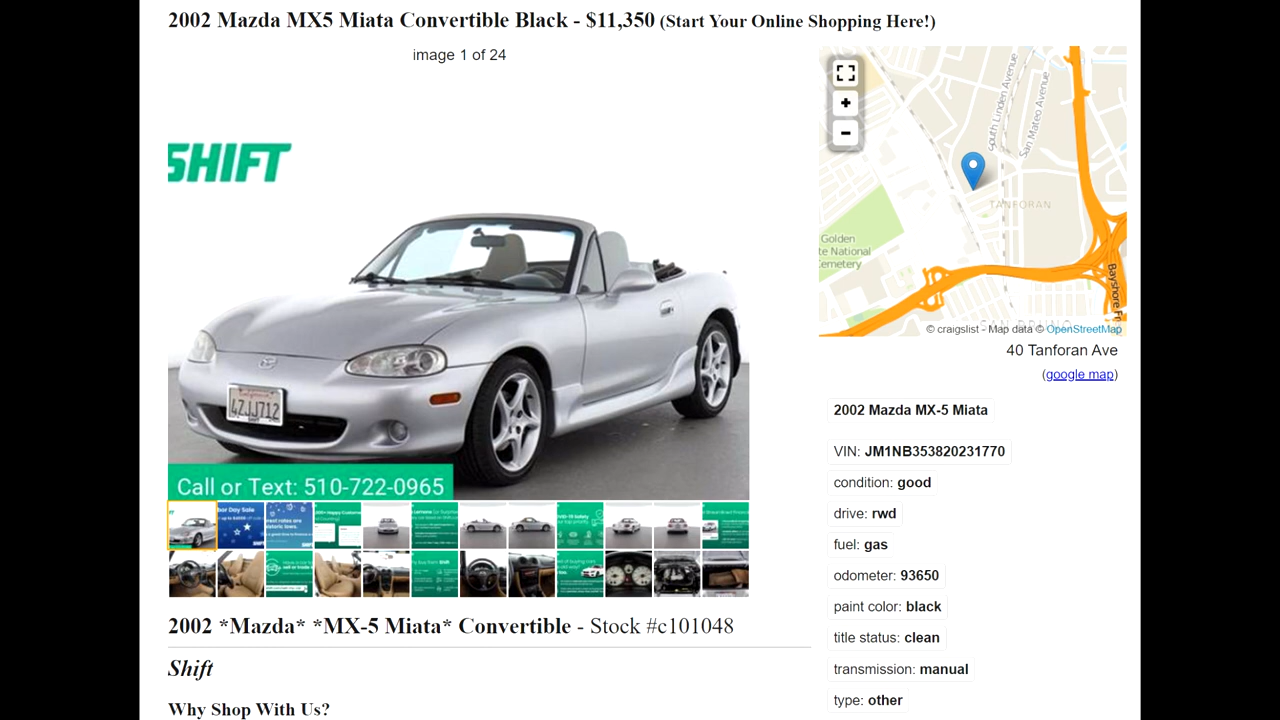 2002 Mazda MX5 Miata Convertible Black - $11,350 (Start Your Online Shopping Here!)
image 1 of 24
SHIFT
Call or Text: 510-722-0965
2002 *Mazda* *MX-5 Miata* Convertible - Stock #c101048
Shift
Why Shop With Us?
+
-
South Linden Avenue
San Mateo Avenue
TANFORAN
Golden
te National
Cemetery
Bayshore Fr
© craigslist - Map data © OpenStreetMap
40 Tanforan Ave
(google map)
2002 Mazda MX-5 Miata
VIN: JM1NB353820231770
condition: good
drive: rwd
fuel: gas
odometer: 93650
paint color: black
title status: clean
transmission: manual
type: other